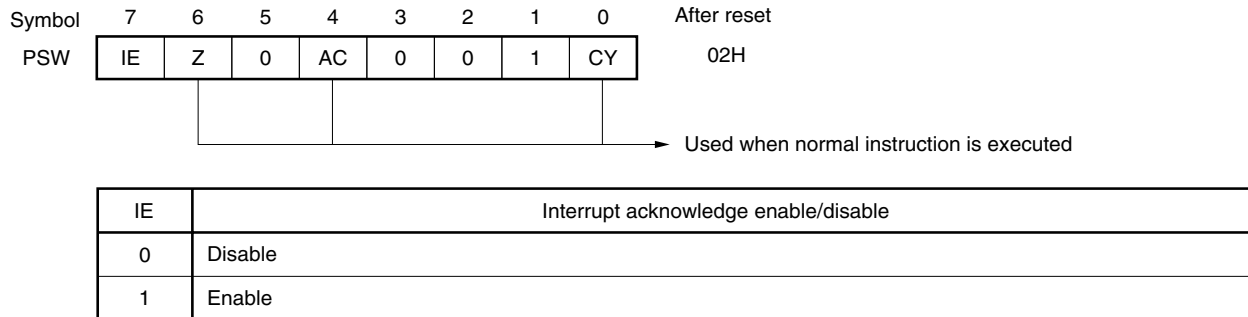 Symbol 7 6 5 4 3 2 1 0 After reset
PSW IE Z 0 AC 0 0 1 CY 02H
Used when normal instruction is executed
IE Interrupt acknowledge enable/disable
0 Disable
1 Enable